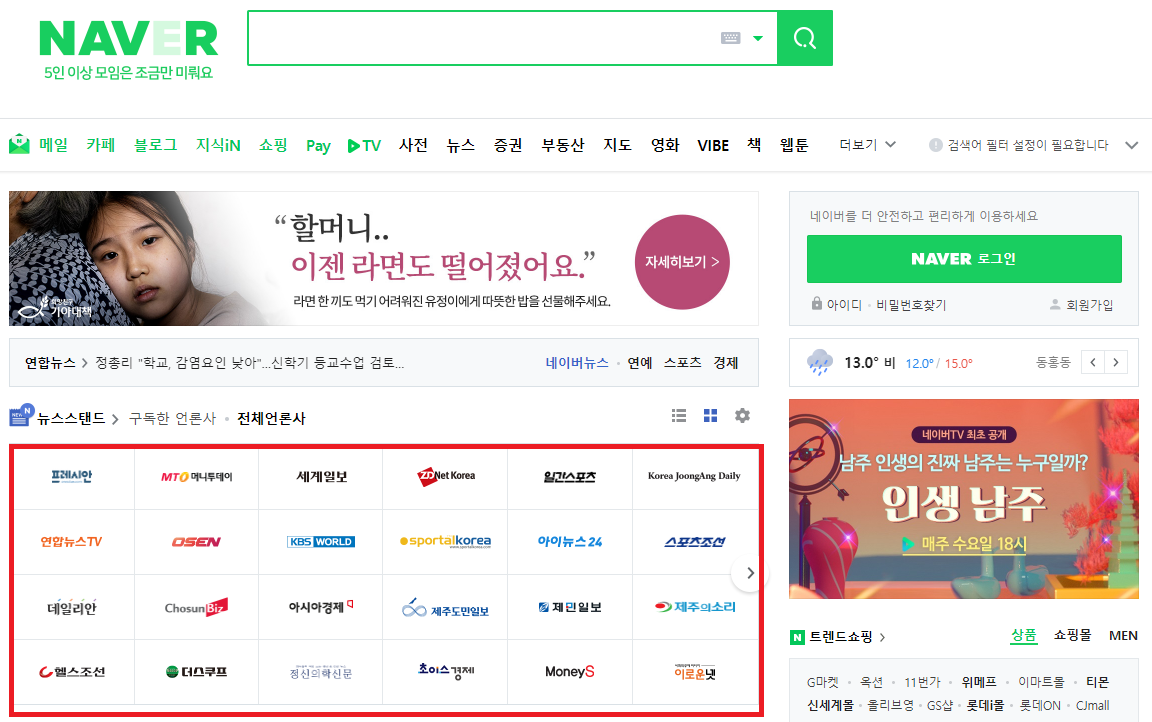 NAVER
5인 이상 모임은 조금만 미뤄요
메일 카페 블로그 지식iN 쇼핑 Pay TV 사전 뉴스 증권 부동산 지도 영화 VIBE 책 웹툰 더보기 검색어 필터 설정이 필요합니다
“할머니..
이젠 라면도 떨어졌어요.”
라면 한 끼도 먹기 어려워진 유정이에게 따뜻한 밥을 선물해주세요.
자세히보기 >
기아대책
네이버를 더 안전하고 편리하게 이용하세요
NAVER 로그인
아이디 · 비밀번호찾기 회원가입
연합뉴스 > 정총리 "학교, 감염요인 낮아"...신학기 등교수업 검토... 네이버뉴스 · 연예 스포츠 경제
13.0° 비 12.0° / 15.0° 동홍동 < >
뉴스스탠드 > 구독한 언론사 · 전체언론사
프레시안 MTO 머니투데이 세계일보 ZDNet Korea 일간스포츠 Korea JoongAng Daily
연합뉴스TV OSEN KBS WORLD sportalkorea 아이뉴스24 스포츠조선
www.sportalkorea.com
데일리안 ChosunBiz 아시아경제 제주도민일보 제민일보 제주의소리
헬스조선 더스쿠프 정신의학신문 초이스경제 MoneyS 이로운넷
네이버TV 최초 공개
남주 인생의 진짜 남주는 누구일까?
인생 남주
매주 수요일 18시
N 트렌드쇼핑 > 상품 쇼핑몰 MEN
G마켓 · 옥션 · 11번가 · 위메프 · 이마트몰 · 티몬
신세계몰 · 올리브영 · GS샵 · 롯데i몰 · 롯데ON · CJmall